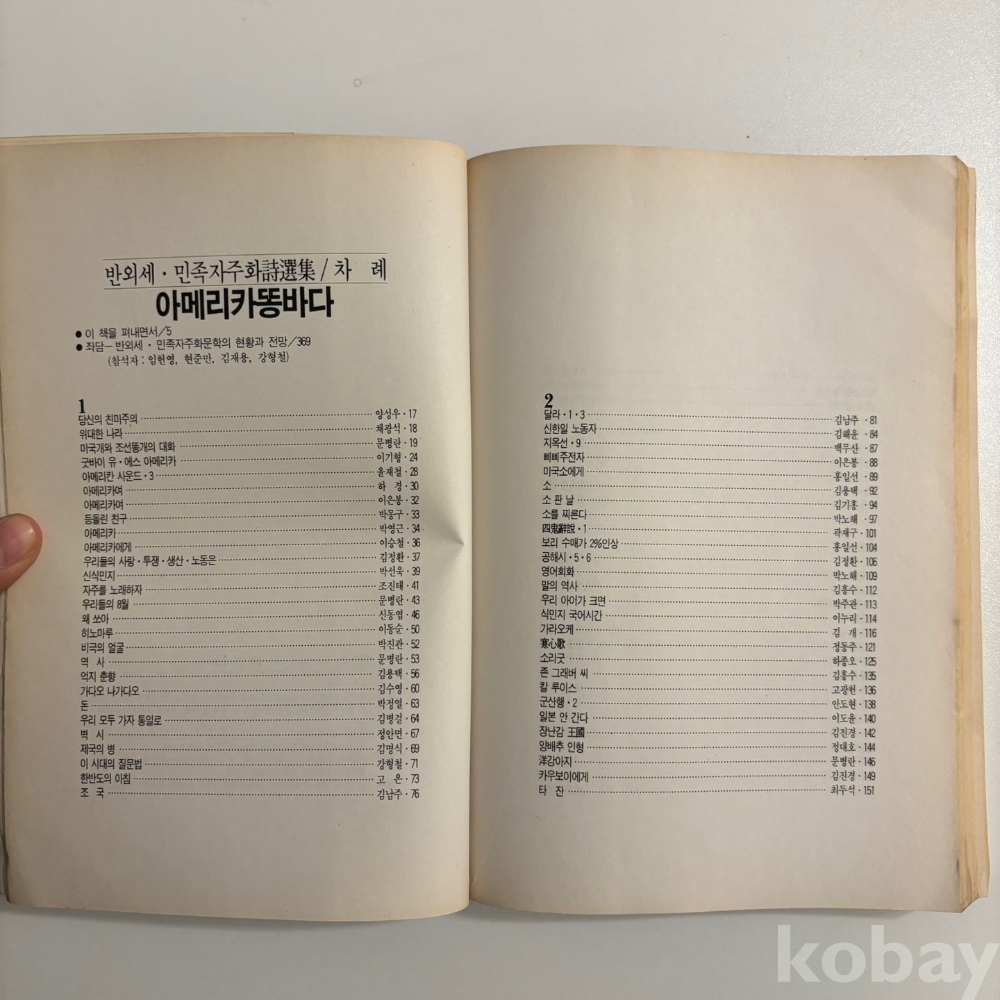 반외세・민족자주화詩選集/차 례
아메리카똥바다
● 이 책을 펴내면서/5
● 좌담—반외세・민족자주화문학의 현황과 전망/369
(참석자 : 임헌영, 현준만, 김재용, 강형철)
1
당신의 친미주의 양성우・17
위대한 나라 채광석・18
미국개와 조선똥개의 대화 문병란・19
굿바이 유・에스 아메리카 이기형・24
아메리칸 사운드・3 윤재철・28
아메리카여 하 경・30
아메리카여 이은봉・32
등돌린 친구 박몽구・33
아메리카 박영근・34
아메리카에게 이승철・36
우리들의 사랑・투쟁・생산・노동은 김정환・37
신식민지 박선욱・39
자주를 노래하자 조진태・41
우리들의 8월 문병란・43
왜 쏘아 신동엽・46
히노마루 이동순・50
비극의 얼굴 박진관・52
역 사 문병란・53
억지 춘향 김용택・56
가다오 나가다오 김수영・60
돈 박정열・63
우리 모두 가자 통일로 김병걸・64
벽 시 정안면・67
제국의 병 김명식・69
이 시대의 질문법 강형철・71
한반도의 아침 고 은・73
조 국 김남주・76
2
달라・1・3 김남주・81
신한일 노동자 김해윤・84
지옥선・9 백무산・87
삐삐주전자 이은봉・88
미국소에게 홍일선・89
소 김용택・92
소 판 날 김기홍・94
소를 찌른다 박노해・97
四鬼辭說・1 곽재구・101
보리 수매가 2%인상 홍일선・104
공해시・5・6 김정환・106
영어회화 박노해・109
말의 역사 김흥수・112
우리 아이가 크면 박주관・113
식민지 국어시간 이누리・114
가라오케 김 개・116
寒心歌 정동주・121
소리굿 하종오・125
존 그래버 씨 김흥수・135
칼 루이스 고광헌・136
군산행・2 안도현・138
일본 안 간다 이도윤・140
장난감 王國 김진경・142
양배추 인형 정대호・144
洋강아지 문병란・146
카우보이에게 김진경・149
타 잔 최두석・151
kobay